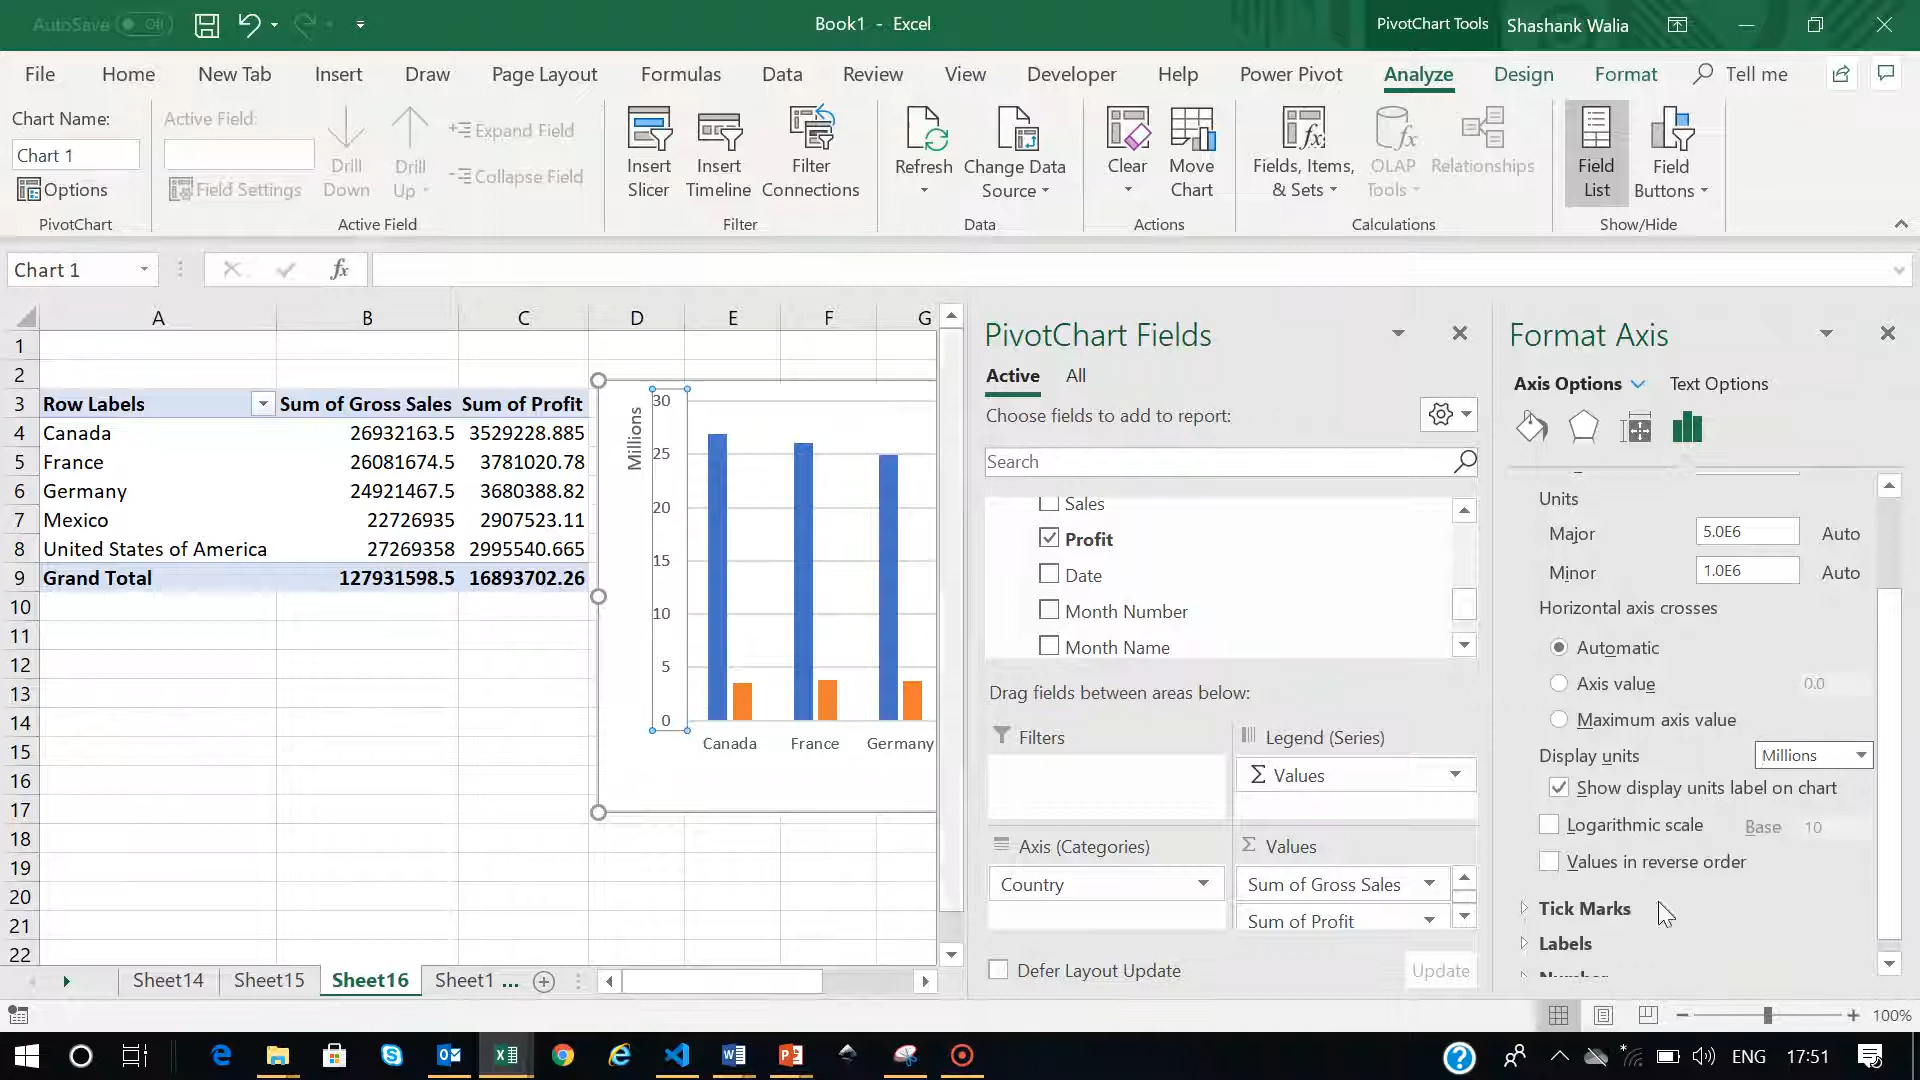 AutoSave Off
Book1 - Excel
PivotChart Tools
Shashank Walia
File Home New Tab Insert Draw Page Layout Formulas Data Review View Developer Help Power Pivot Analyze Design Format Tell me
Chart Name:
Chart 1
Options
PivotChart
Active Field:
Field Settings
Drill Down
Drill Up
Expand Field
Collapse Field
Active Field
Insert Slicer
Insert Timeline
Filter Connections
Filter
Refresh
Change Data Source
Data
Clear
Move Chart
Actions
Fields, Items, & Sets
OLAP Tools
Relationships
Calculations
Field List
Field Buttons
Show/Hide
Chart 1
fx
A B C D E F G
1
2
3 Row Labels Sum of Gross Sales Sum of Profit
4 Canada 26932163.5 3529228.885
5 France 26081674.5 3781020.78
6 Germany 24921467.5 3680388.82
7 Mexico 22726935 2907523.11
8 United States of America 27269358 2995540.665
9 Grand Total 127931598.5 16893702.26
10
11
12
13
14
15
16
17
18
19
20
21
22
Millions
30
25
20
15
10
5
0
Canada France Germany
PivotChart Fields
Active All
Choose fields to add to report:
Search
Sales
Profit
Date
Month Number
Month Name
Drag fields between areas below:
Filters
Legend (Series)
Σ Values
Axis (Categories)
Country
Σ Values
Sum of Gross Sales
Sum of Profit
Defer Layout Update
Update
Format Axis
Axis Options Text Options
Units
Major 5.0E6 Auto
Minor 1.0E6 Auto
Horizontal axis crosses
Automatic
Axis value 0.0
Maximum axis value
Display units Millions
Show display units label on chart
Logarithmic scale Base 10
Values in reverse order
Tick Marks
Labels
Sheet14 Sheet15 Sheet16 Sheet1 ...
100%
ENG 17:51